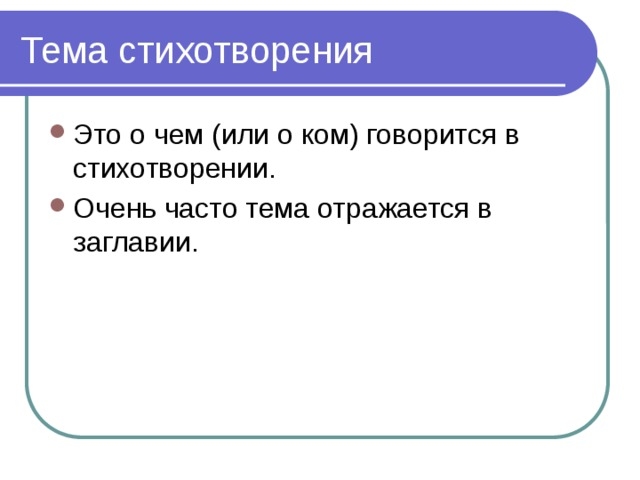 Тема стихотворения
Это о чем (или о ком) говорится в
стихотворении.
Очень часто тема отражается в
заглавии.